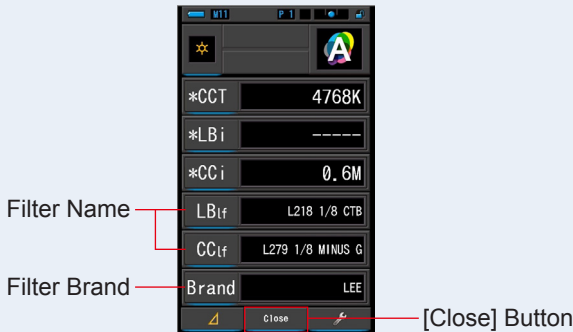 M11 P 1
A
*CCT 4768K
*LBi -----
*CCi 0.6M
Filter Name
LBlf L218 1/8 CTB
CClf L279 1/8 MINUS G
Filter Brand
Brand LEE
Close
[Close] Button